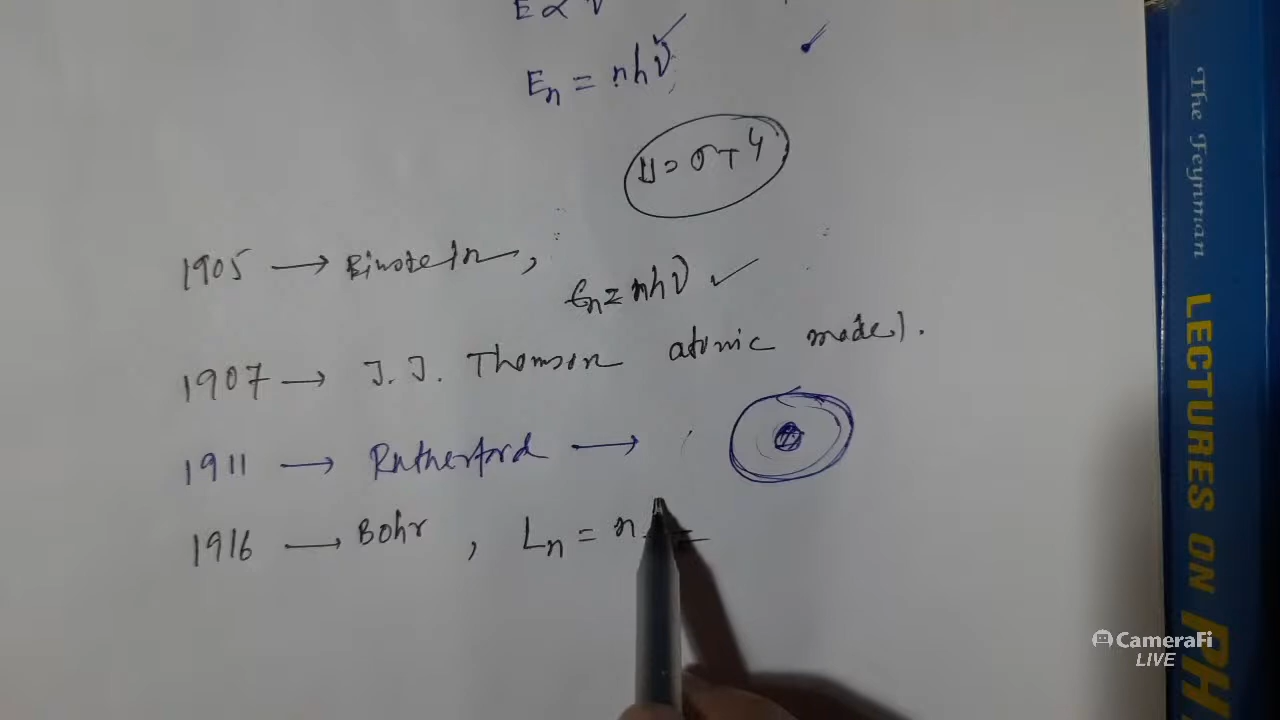 E ∝ ν
En = nhν
U = σT4
1905 → Einstein,
En = nhν ✓
1907 → J. J. Thomson atomic model.
1911 → Rutherford →
1916 → Bohr, Ln = n
The Feynman
LECTURES ON PH
CameraFi
LIVE